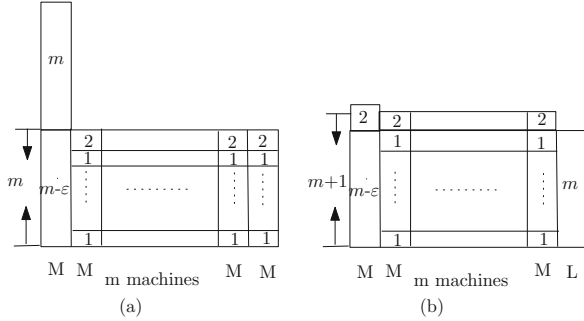 m
2 2 2
1 1 1
m m-ε
1 1 1
M M m machines M M
(a)
2 2 2
1 1
m+1 m-ε m
1 1
M M m machines M L
(b)